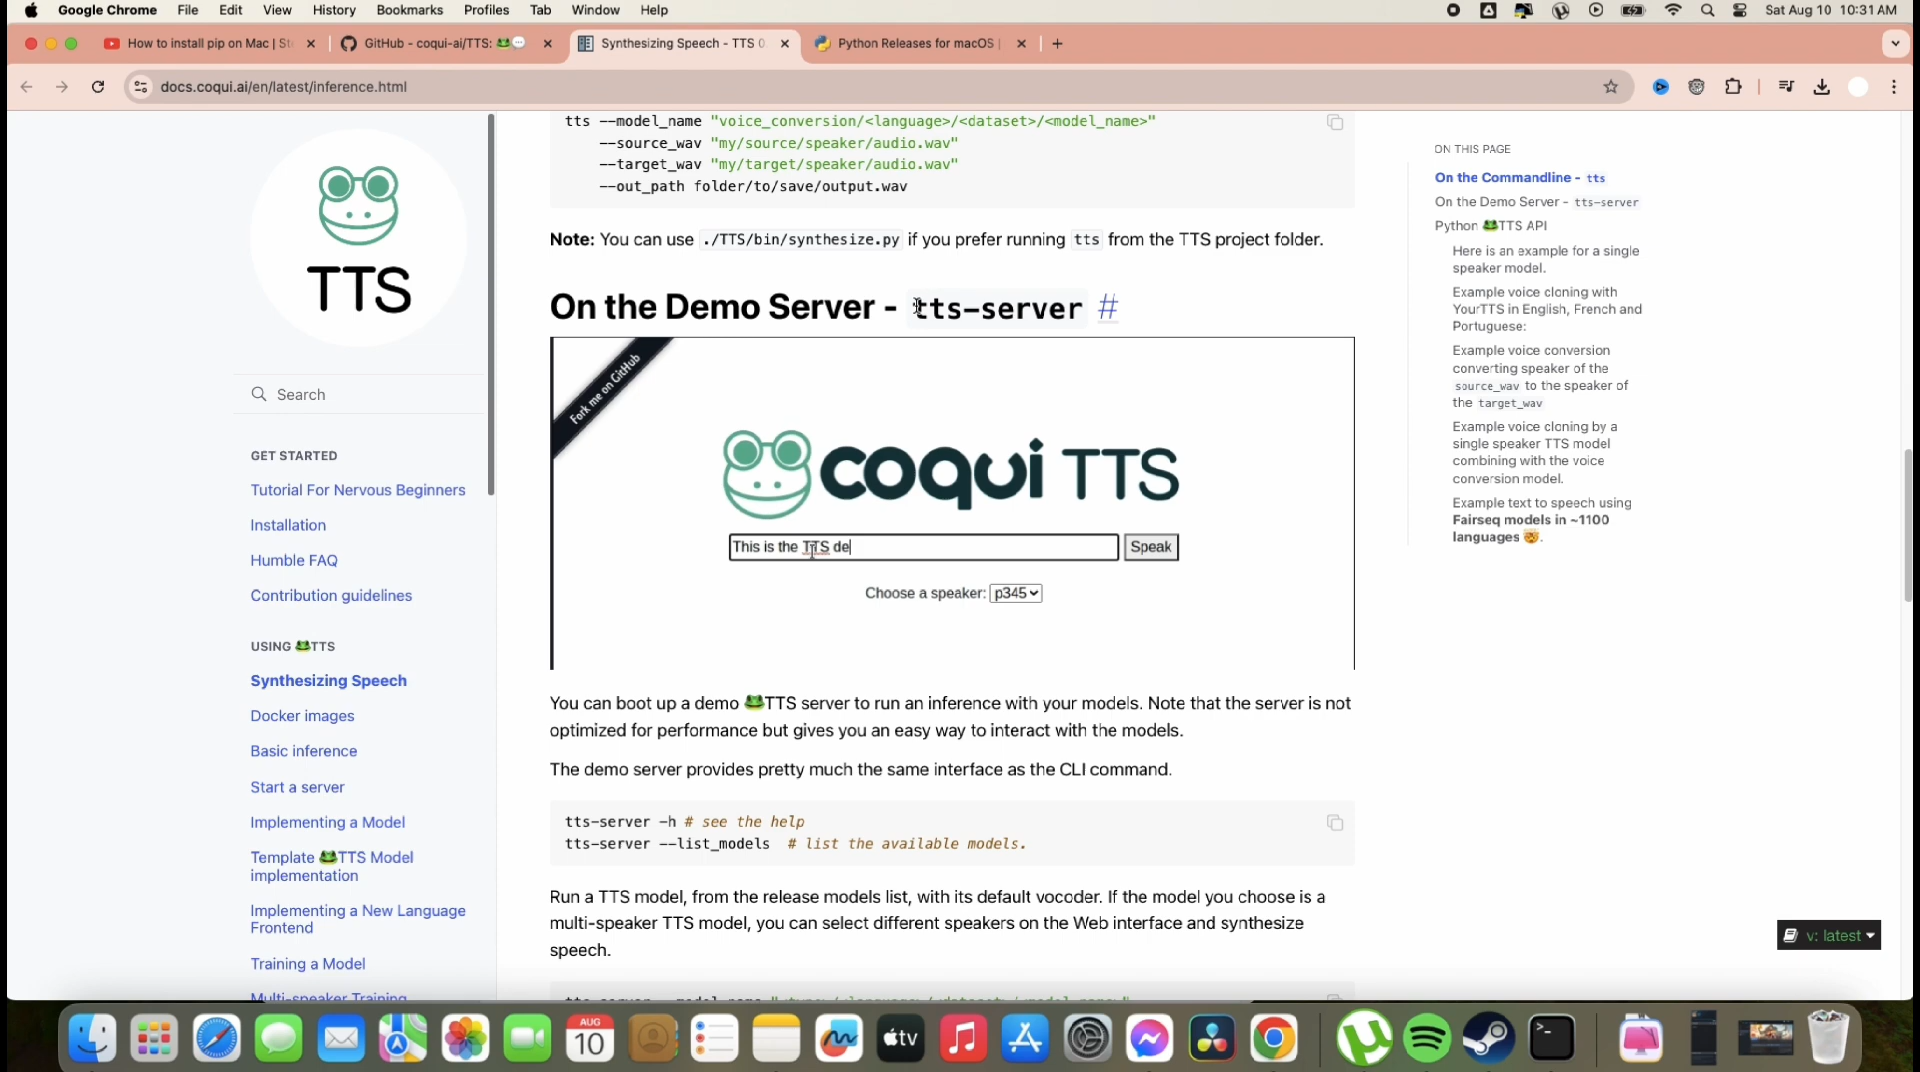 Google Chrome File Edit View History Bookmarks Profiles Tab Window Help Sat Aug 10 10:31 AM
How to install pip on Mac | St
GitHub - coqui-ai/TTS: 🐸💬
Synthesizing Speech - TTS 0.
Python Releases for macOS |
docs.coqui.ai/en/latest/inference.html
TTS
Search
GET STARTED
Tutorial For Nervous Beginners
Installation
Humble FAQ
Contribution guidelines
USING 🐸TTS
Synthesizing Speech
Docker images
Basic inference
Start a server
Implementing a Model
Template 🐸TTS Model
implementation
Implementing a New Language
Frontend
Training a Model
Multi-speaker Training
tts --model_name "voice_conversion/<language>/<dataset>/<model_name>"
--source_wav "my/source/speaker/audio.wav"
--target_wav "my/target/speaker/audio.wav"
--out_path folder/to/save/output.wav
Note: You can use ./TTS/bin/synthesize.py if you prefer running tts from the TTS project folder.
On the Demo Server - tts-server #
Fork me on GitHub
coqui TTS
This is the TTS de
Speak
Choose a speaker: p345
You can boot up a demo 🐸TTS server to run an inference with your models. Note that the server is not
optimized for performance but gives you an easy way to interact with the models.
The demo server provides pretty much the same interface as the CLI command.
tts-server -h # see the help
tts-server --list_models # list the available models.
Run a TTS model, from the release models list, with its default vocoder. If the model you choose is a
multi-speaker TTS model, you can select different speakers on the Web interface and synthesize
speech.
ON THIS PAGE
On the Commandline - tts
On the Demo Server - tts-server
Python 🐸TTS API
Here is an example for a single
speaker model.
Example voice cloning with
YourTTS in English, French and
Portuguese:
Example voice conversion
converting speaker of the
source_wav to the speaker of
the target_wav
Example voice cloning by a
single speaker TTS model
combining with the voice
conversion model.
Example text to speech using
Fairseq models in ~1100
languages 🤯.
v: latest
AUG
10
tv